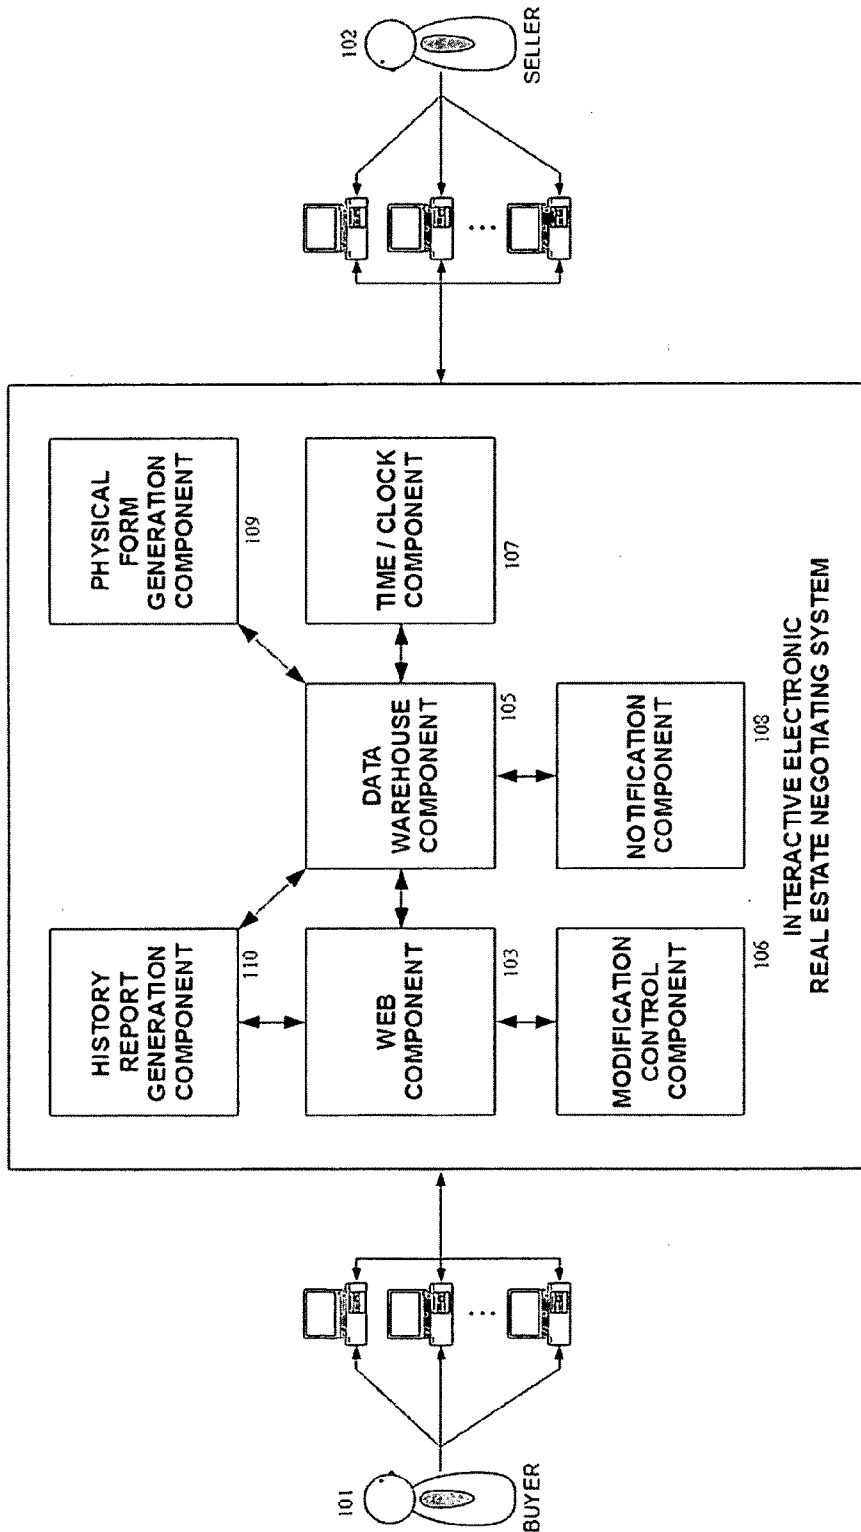 101
BUYER
HISTORY
REPORT
GENERATION
COMPONENT
110
PHYSICAL
FORM
GENERATION
COMPONENT
109
WEB
COMPONENT
103
DATA
WAREHOUSE
COMPONENT
105
TIME / CLOCK
COMPONENT
107
MODIFICATION
CONTROL
COMPONENT
106
NOTIFICATION
COMPONENT
108
INTERACTIVE ELECTRONIC
REAL ESTATE NEGOTIATING SYSTEM
102
SELLER